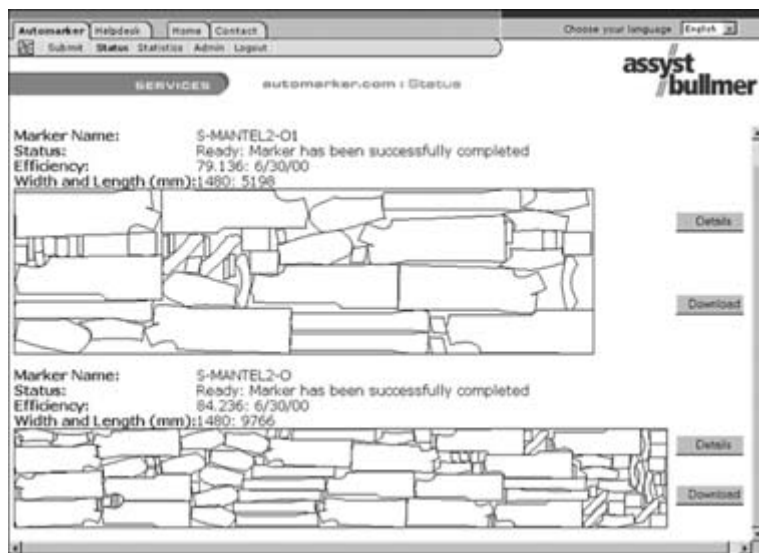 Automarker Helpdesk Home Contact Choose your language English
Submit Status Statistics Admin Logout
SERVICES automarker.com : Status
assyst
bullmer
Marker Name: S-MANTEL2-O1
Status: Ready: Marker has been successfully completed
Efficiency: 79.136: 6/30/00
Width and Length (mm):1480: 5198
Details
Download
Marker Name: S-MANTEL2-O
Status: Ready: Marker has been successfully completed
Efficiency: 84.236: 6/30/00
Width and Length (mm):1480: 9766
Details
Download